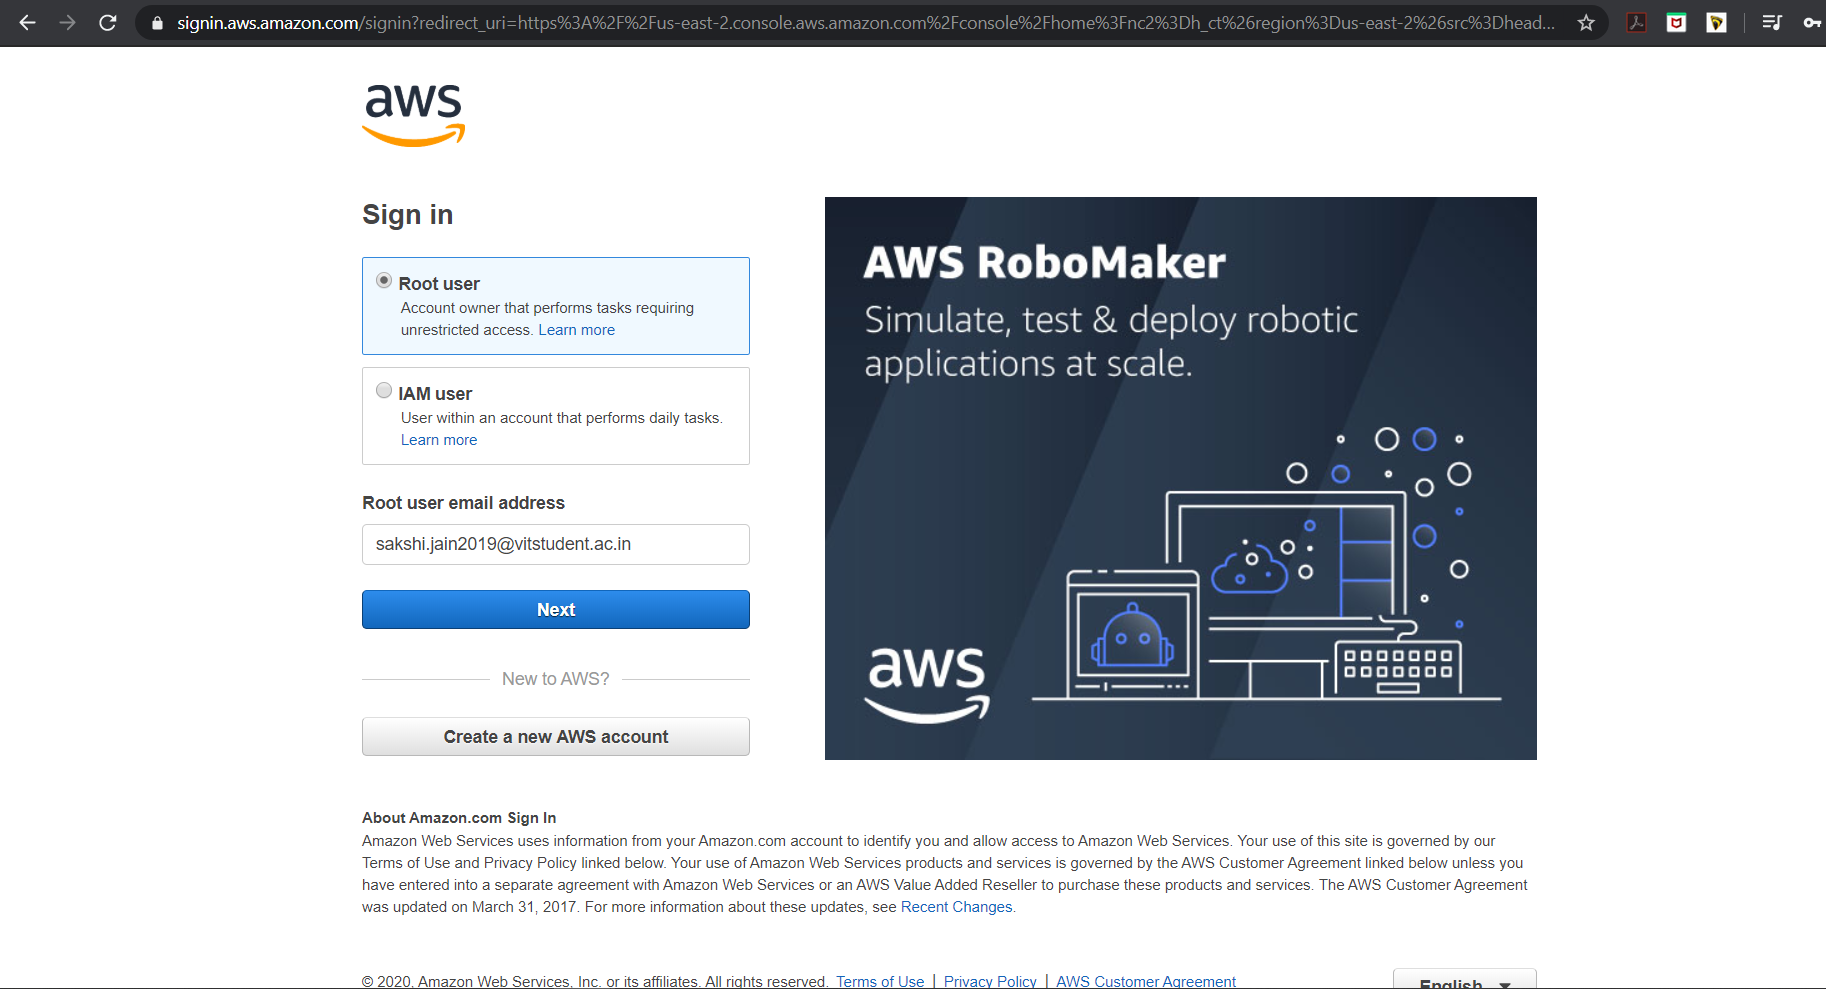 signin.aws.amazon.com/signin?redirect_uri=https%3A%2F%2Fus-east-2.console.aws.amazon.com%2Fconsole%2Fhome%3Fnc2%3Dh_ct%26region%3Dus-east-2%26src%3Dhead...
aws
Sign in
Root user
Account owner that performs tasks requiring
unrestricted access. Learn more
IAM user
User within an account that performs daily tasks.
Learn more
Root user email address
sakshi.jain2019@vitstudent.ac.in
Next
New to AWS?
Create a new AWS account
AWS RoboMaker
Simulate, test & deploy robotic
applications at scale.
aws
About Amazon.com Sign In
Amazon Web Services uses information from your Amazon.com account to identify you and allow access to Amazon Web Services. Your use of this site is governed by our
Terms of Use and Privacy Policy linked below. Your use of Amazon Web Services products and services is governed by the AWS Customer Agreement linked below unless you
have entered into a separate agreement with Amazon Web Services or an AWS Value Added Reseller to purchase these products and services. The AWS Customer Agreement
was updated on March 31, 2017. For more information about these updates, see Recent Changes.
© 2020, Amazon Web Services, Inc. or its affiliates. All rights reserved. Terms of Use | Privacy Policy | AWS Customer Agreement
English